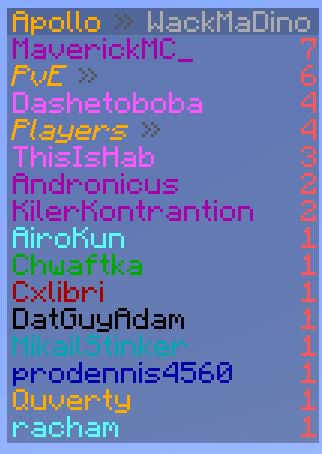 Apollo » WackMaDino
MaverickMC_ 7
PvE » 6
Dashetoboba 4
Players » 4
ThisIsHab 3
Andronicus 2
KilerKontrantion 2
AiroKun 1
Chwaftka 1
Cxlibri 1
DatGuyAdam 1
MikailStinker 1
prodennis4560 1
Quverty 1
racham 1